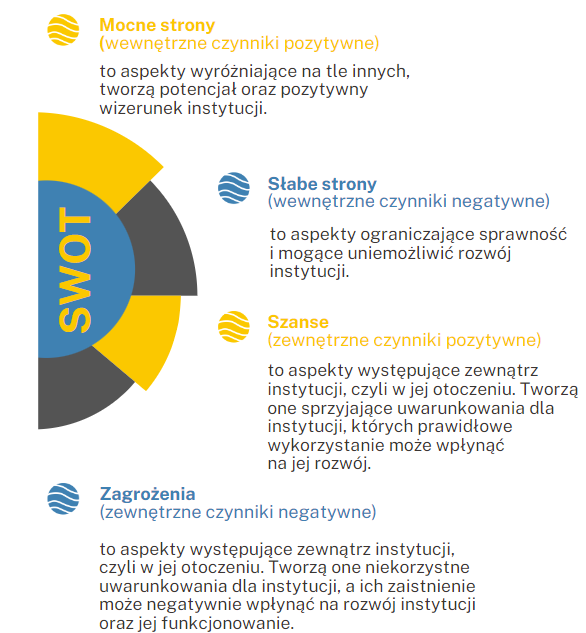 Mocne strony
(wewnętrzne czynniki pozytywne)
to aspekty wyróżniające na tle innych,
tworzą potencjał oraz pozytywny
wizerunek instytucji.
SWOT
Słabe strony
(wewnętrzne czynniki negatywne)
to aspekty ograniczające sprawność
i mogące uniemożliwić rozwój
instytucji.
Szanse
(zewnętrzne czynniki pozytywne)
to aspekty występujące zewnątrz
instytucji, czyli w jej otoczeniu. Tworzą
one sprzyjające uwarunkowania dla
instytucji, których prawidłowe
wykorzystanie może wpłynąć
na jej rozwój.
Zagrożenia
(zewnętrzne czynniki negatywne)
to aspekty występujące zewnątrz instytucji,
czyli w jej otoczeniu. Tworzą one niekorzystne
uwarunkowania dla instytucji, a ich zaistnienie
może negatywnie wpłynąć na rozwój instytucji
oraz jej funkcjonowanie.